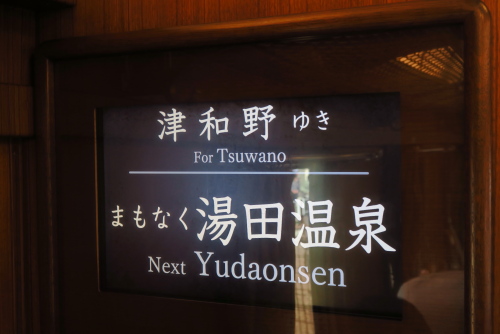 津和野 ゆき
For Tsuwano
まもなく 湯田温泉
Next Yudaonsen